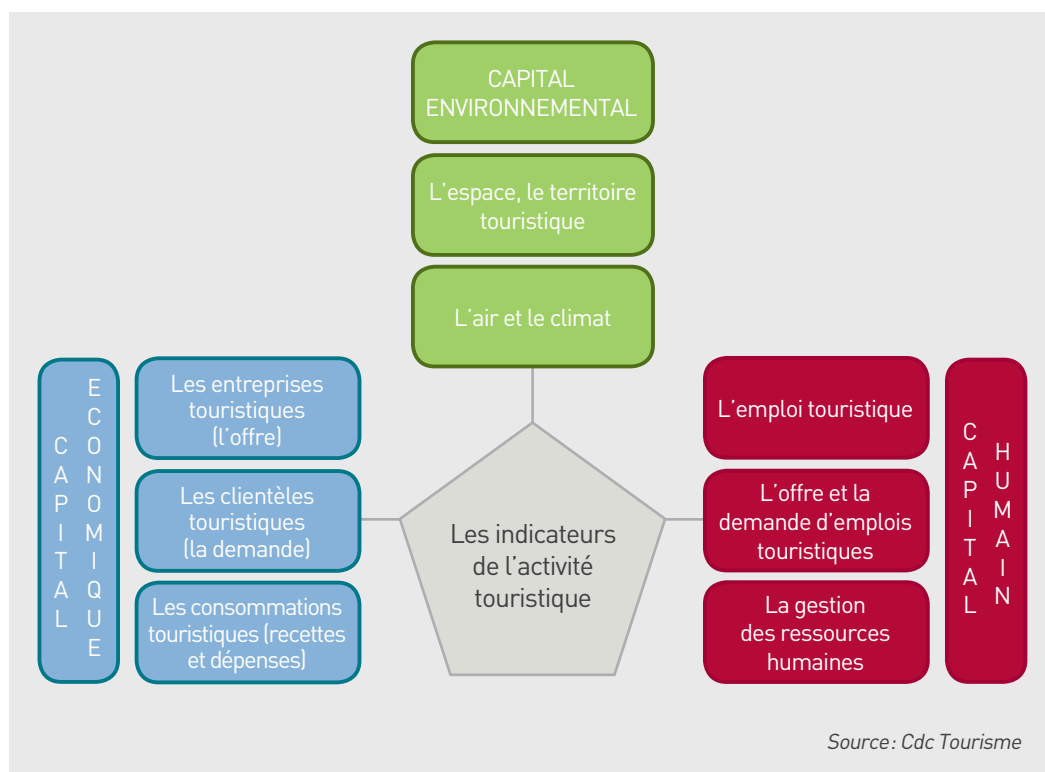 CAPITAL
ENVIRONNEMENTAL
L'espace, le territoire
touristique
L'air et le climat
CAPITAL
ECONOMIQUE
Les entreprises
touristiques
(l'offre)
Les clientèles
touristiques
(la demande)
Les consommations
touristiques (recettes
et dépenses)
Les indicateurs
de l'activité
touristique
L'emploi touristique
L'offre et la
demande d'emplois
touristiques
La gestion
des ressources
humaines
CAPITAL
HUMAIN
Source: Cdc Tourisme